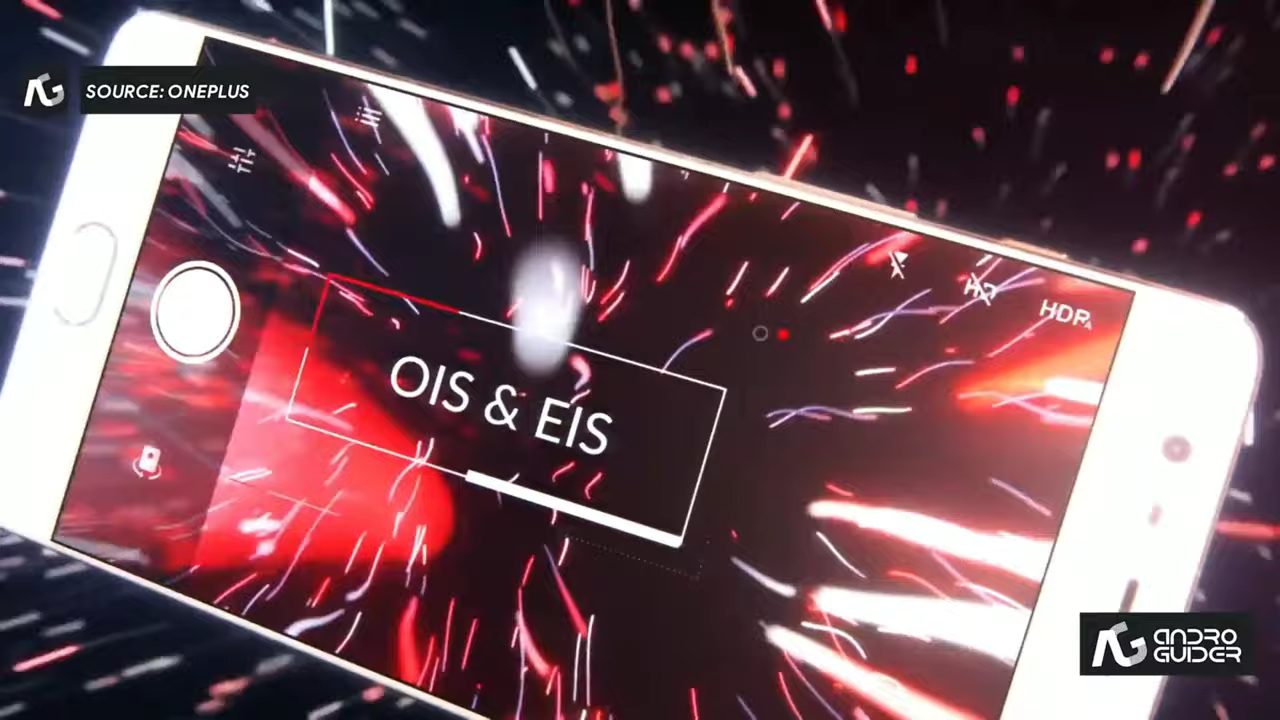 SOURCE: ONEPLUS
HDR
OIS & EIS
ANDRO
GUIDER